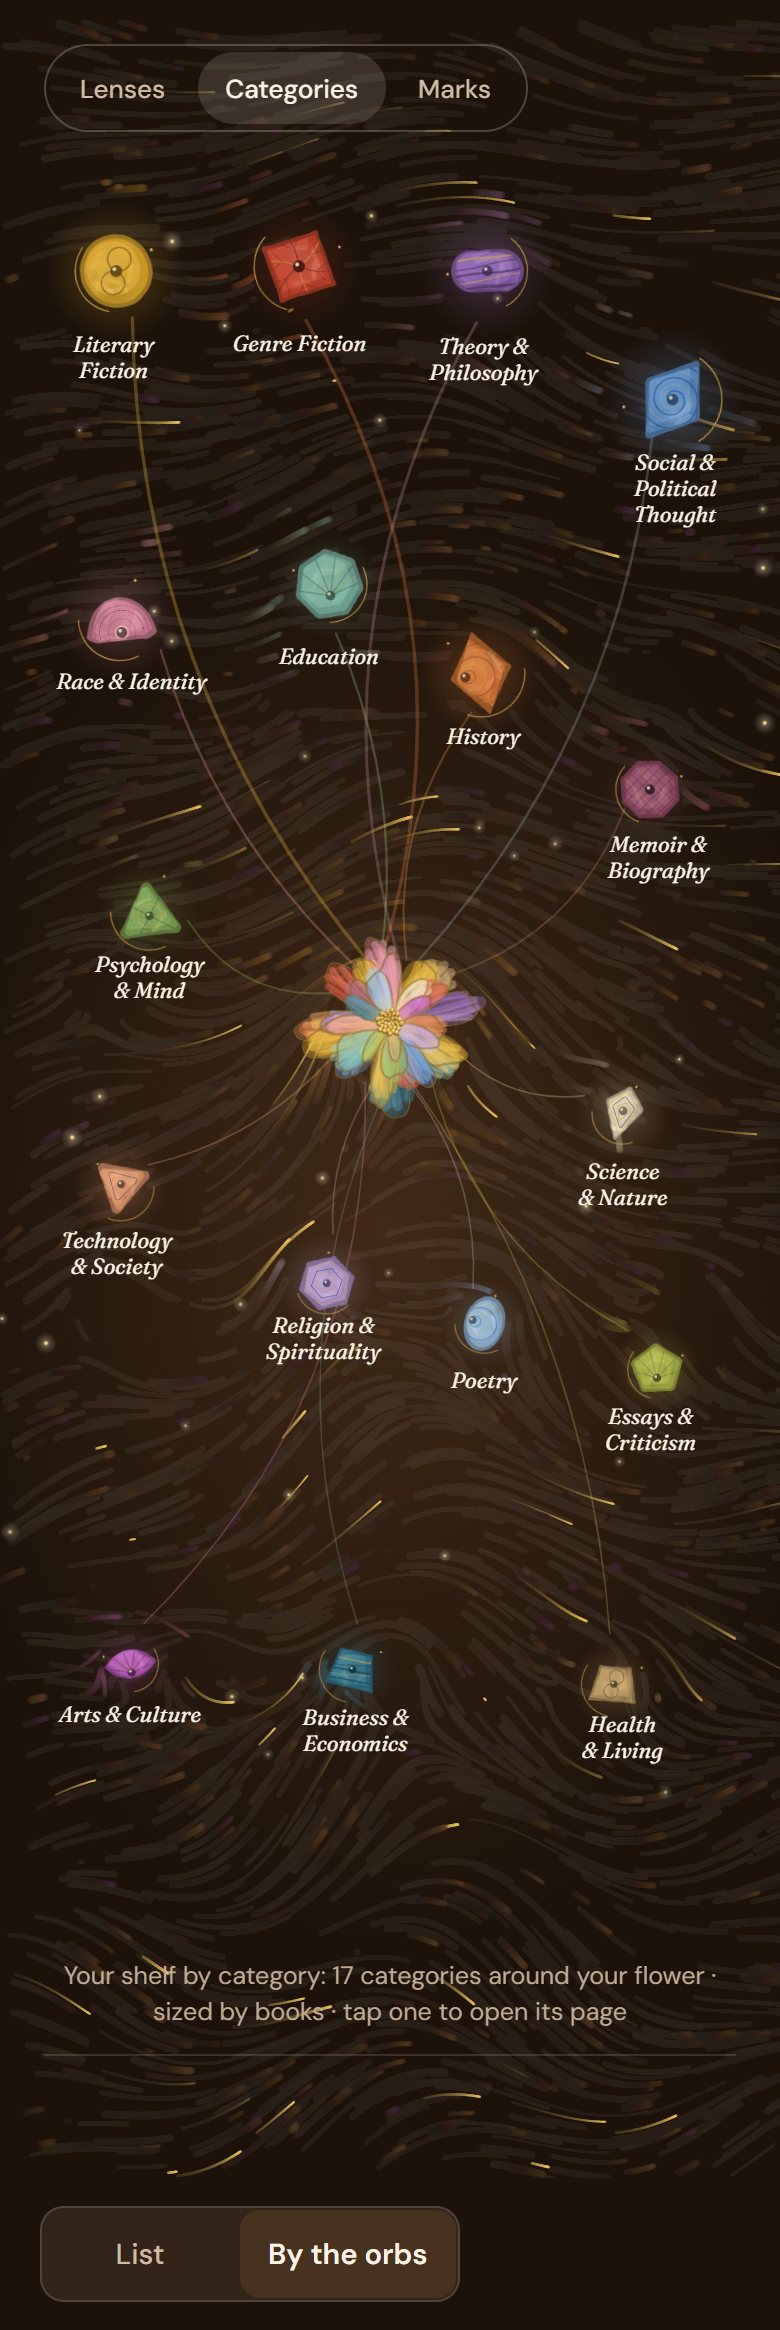 Lenses
Categories
Marks
Literary
Fiction
Genre Fiction
Theory &
Philosophy
Social &
Political
Thought
Race & Identity
Education
History
Memoir &
Biography
Psychology
& Mind
Science
& Nature
Technology
& Society
Religion &
Spirituality
Poetry
Essays &
Criticism
Arts & Culture
Business &
Economics
Health
& Living
Your shelf by category: 17 categories around your flower ·
sized by books · tap one to open its page
List
By the orbs